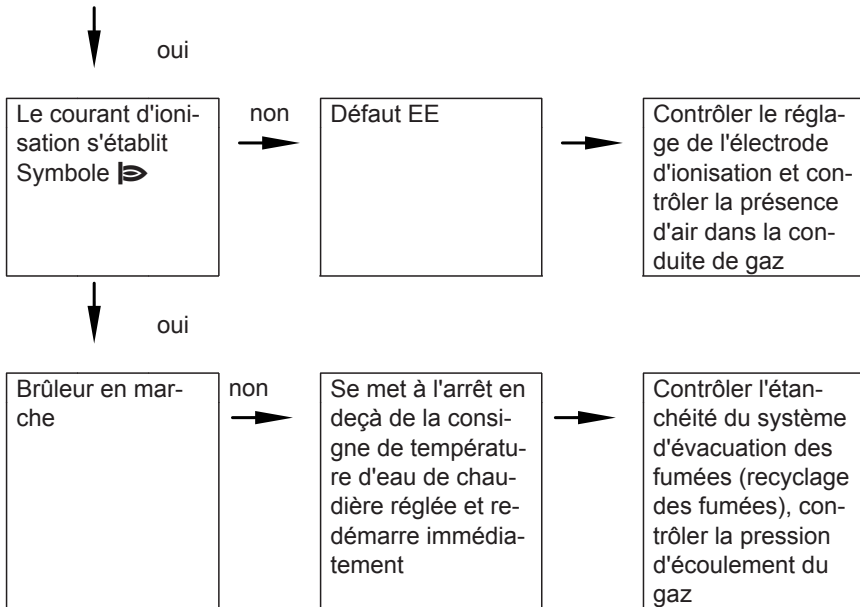 oui
Le courant d'ioni-
sation s'établit
Symbole
non
Défaut EE
Contrôler le régla-
ge de l'électrode
d'ionisation et con-
trôler la présence
d'air dans la con-
duite de gaz
oui
Brûleur en mar-
che
non
Se met à l'arrêt en
deçà de la consi-
gne de températu-
re d'eau de chau-
dière réglée et re-
démarre immédia-
tement
Contrôler l'étan-
chéité du système
d'évacuation des
fumées (recyclage
des fumées), con-
trôler la pression
d'écoulement du
gaz